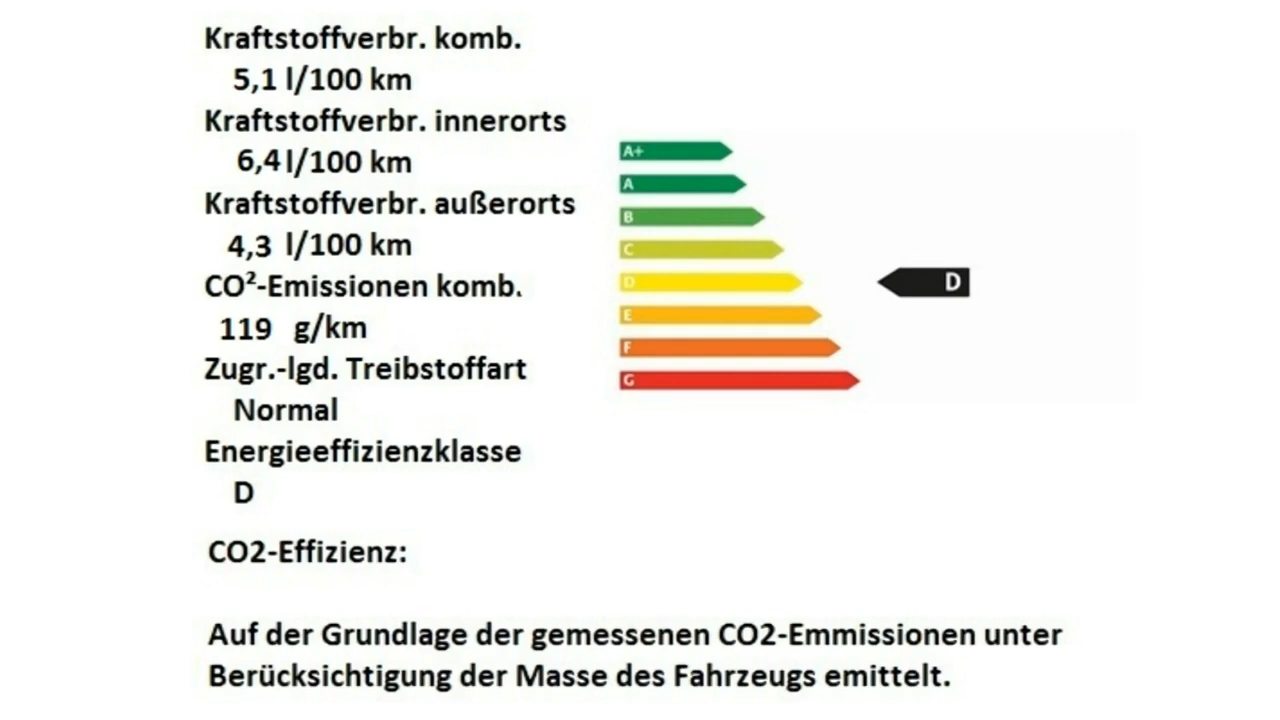 Kraftstoffverbr. komb.
5,1 l/100 km
Kraftstoffverbr. innerorts
6,4 l/100 km
Kraftstoffverbr. außerorts
4,3 l/100 km
CO²-Emissionen komb.
119 g/km
Zugr.-lgd. Treibstoffart
Normal
Energieeffizienzklasse
D
A+
A
B
C
D
D
E
F
G
CO2-Effizienz:
Auf der Grundlage der gemessenen CO2-Emmissionen unter
Berücksichtigung der Masse des Fahrzeugs emittelt.